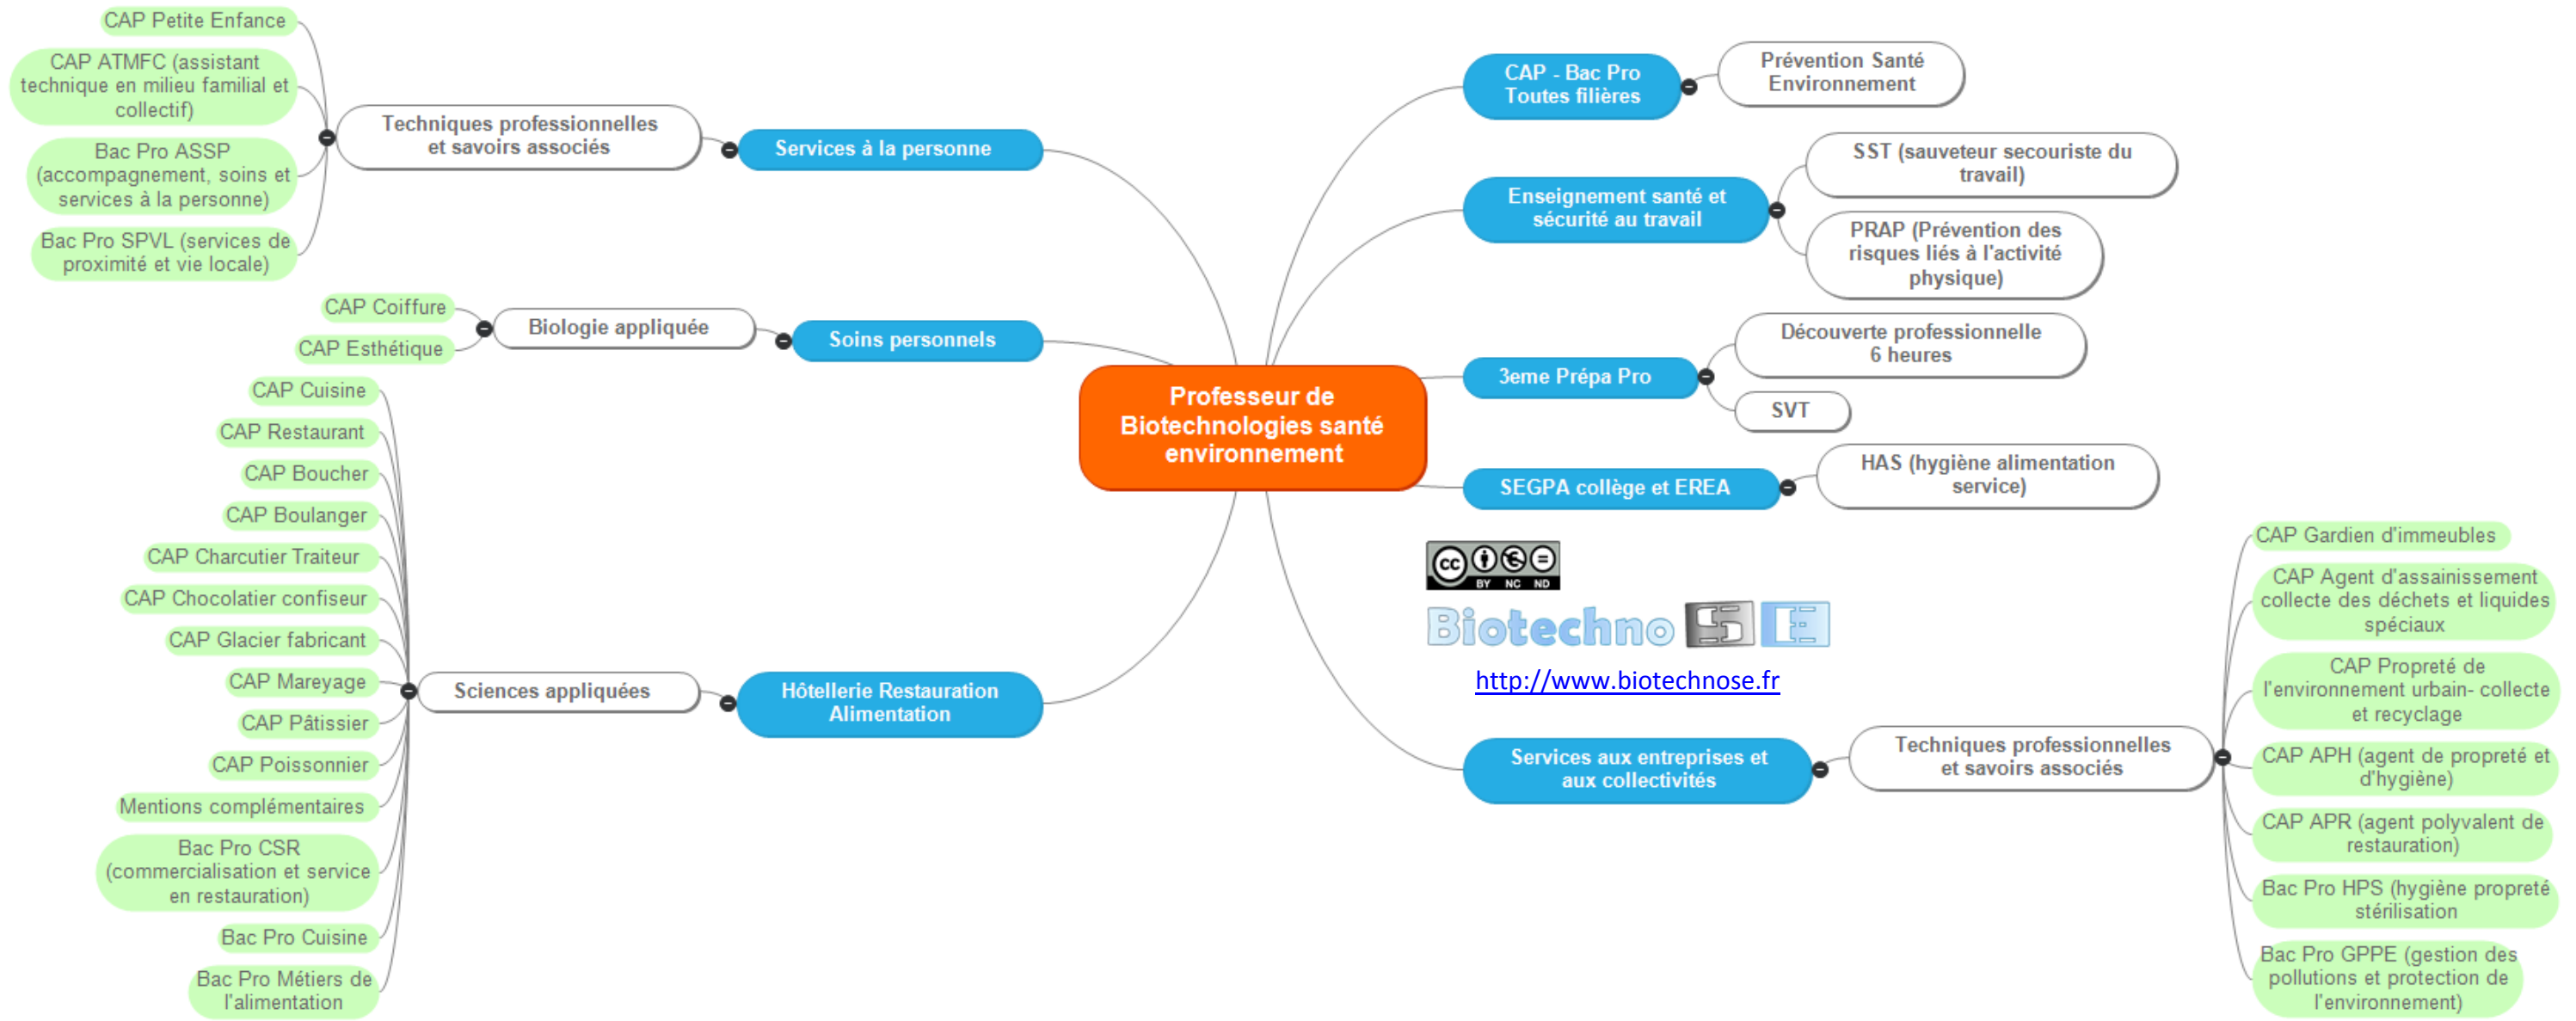 CAP Petite Enfance
CAP ATMFC (assistant
technique en milieu familial et
collectif)
Bac Pro ASSP
(accompagnement, soins et
services à la personne)
Bac Pro SPVL (services de
proximité et vie locale)
Techniques professionnelles
et savoirs associés
Services à la personne
CAP Coiffure
CAP Esthétique
Biologie appliquée
Soins personnels
CAP Cuisine
CAP Restaurant
CAP Boucher
CAP Boulanger
CAP Charcutier Traiteur
CAP Chocolatier confiseur
CAP Glacier fabricant
CAP Mareyage
CAP Pâtissier
CAP Poissonnier
Mentions complémentaires
Bac Pro CSR
(commercialisation et service
en restauration)
Bac Pro Cuisine
Bac Pro Métiers de
l'alimentation
Sciences appliquées
Hôtellerie Restauration
Alimentation
Professeur de
Biotechnologies santé
environnement
CAP - Bac Pro
Toutes filières
Prévention Santé
Environnement
Enseignement santé et
sécurité au travail
SST (sauveteur secouriste du
travail)
PRAP (Prévention des
risques liés à l'activité
physique)
3eme Prépa Pro
Découverte professionnelle
6 heures
SVT
SEGPA collège et EREA
HAS (hygiène alimentation
service)
cc BY NC ND
Biotechno SE
http://www.biotechnose.fr
Services aux entreprises et
aux collectivités
Techniques professionnelles
et savoirs associés
CAP Gardien d'immeubles
CAP Agent d'assainissement
collecte des déchets et liquides
spéciaux
CAP Propreté de
l'environnement urbain- collecte
et recyclage
CAP APH (agent de propreté et
d'hygiène)
CAP APR (agent polyvalent de
restauration)
Bac Pro HPS (hygiène propreté
stérilisation
Bac Pro GPPE (gestion des
pollutions et protection de
l'environnement)